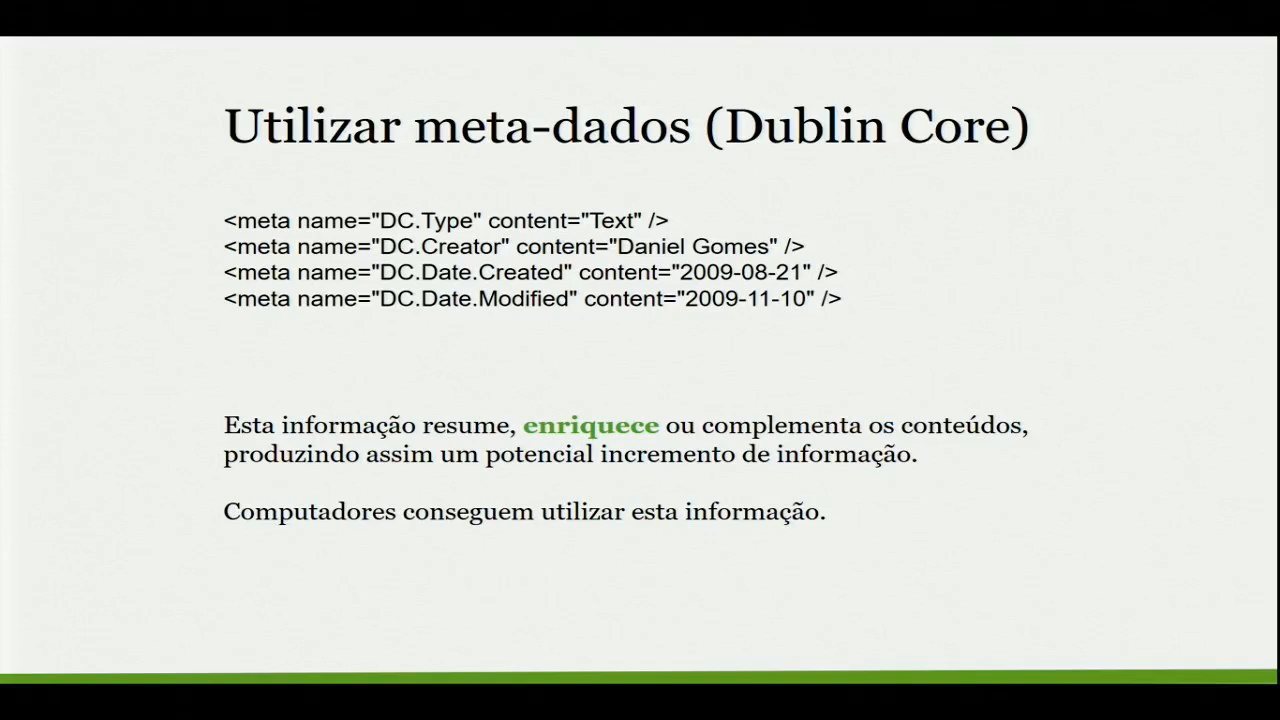 Utilizar meta-dados (Dublin Core)
<meta name="DC.Type" content="Text" />
<meta name="DC.Creator" content="Daniel Gomes" />
<meta name="DC.Date.Created" content="2009-08-21" />
<meta name="DC.Date.Modified" content="2009-11-10" />
Esta informação resume, enriquece ou complementa os conteúdos,
produzindo assim um potencial incremento de informação.
Computadores conseguem utilizar esta informação.